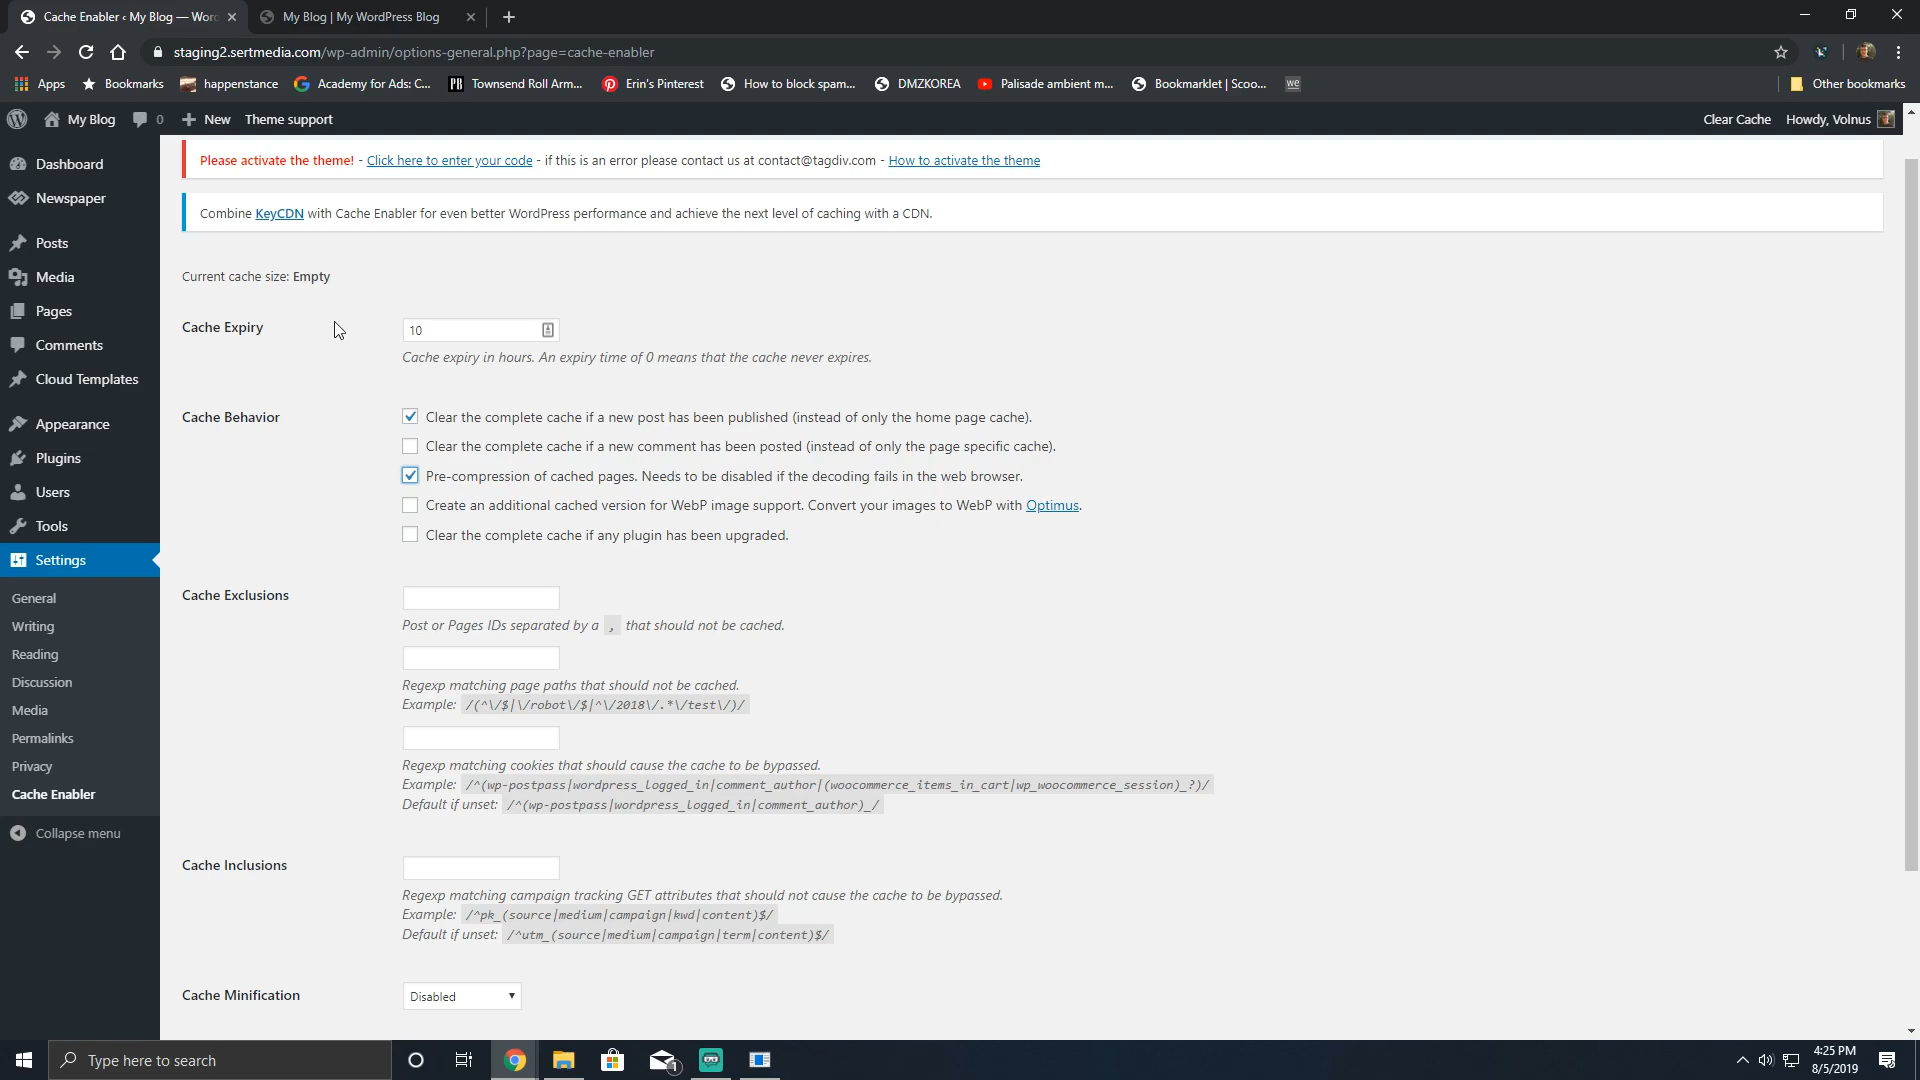 Cache Enabler ‹ My Blog — Wor
My Blog | My WordPress Blog
staging2.sertmedia.com/wp-admin/options-general.php?page=cache-enabler
Apps
Bookmarks
happenstance
Academy for Ads: C...
Townsend Roll Arm...
Erin's Pinterest
How to block spam...
DMZKOREA
Palisade ambient m...
Bookmarklet | Scoo...
we
Other bookmarks
My Blog
0
New
Theme support
Clear Cache
Howdy, Volnus
Dashboard
Newspaper
Posts
Media
Pages
Comments
Cloud Templates
Appearance
Plugins
Users
Tools
Settings
General
Writing
Reading
Discussion
Media
Permalinks
Privacy
Cache Enabler
Collapse menu
Please activate the theme! - Click here to enter your code - if this is an error please contact us at contact@tagdiv.com - How to activate the theme
Combine KeyCDN with Cache Enabler for even better WordPress performance and achieve the next level of caching with a CDN.
Current cache size: Empty
Cache Expiry
10
Cache expiry in hours. An expiry time of 0 means that the cache never expires.
Cache Behavior
Clear the complete cache if a new post has been published (instead of only the home page cache).
Clear the complete cache if a new comment has been posted (instead of only the page specific cache).
Pre-compression of cached pages. Needs to be disabled if the decoding fails in the web browser.
Create an additional cached version for WebP image support. Convert your images to WebP with Optimus.
Clear the complete cache if any plugin has been upgraded.
Cache Exclusions
Post or Pages IDs separated by a , that should not be cached.
Regexp matching page paths that should not be cached.
Example: /(^\/$|\/robot\/$|^\/2018\/.*\/test\/)/
Regexp matching cookies that should cause the cache to be bypassed.
Example: /^(wp-postpass|wordpress_logged_in|comment_author|(woocommerce_items_in_cart|wp_woocommerce_session)_?)/
Default if unset: /^(wp-postpass|wordpress_logged_in|comment_author)_/
Cache Inclusions
Regexp matching campaign tracking GET attributes that should not cause the cache to be bypassed.
Example: /^pk_(source|medium|campaign|kwd|content)$/
Default if unset: /^utm_(source|medium|campaign|term|content)$/
Cache Minification
Disabled
Type here to search
1
4:25 PM
8/5/2019